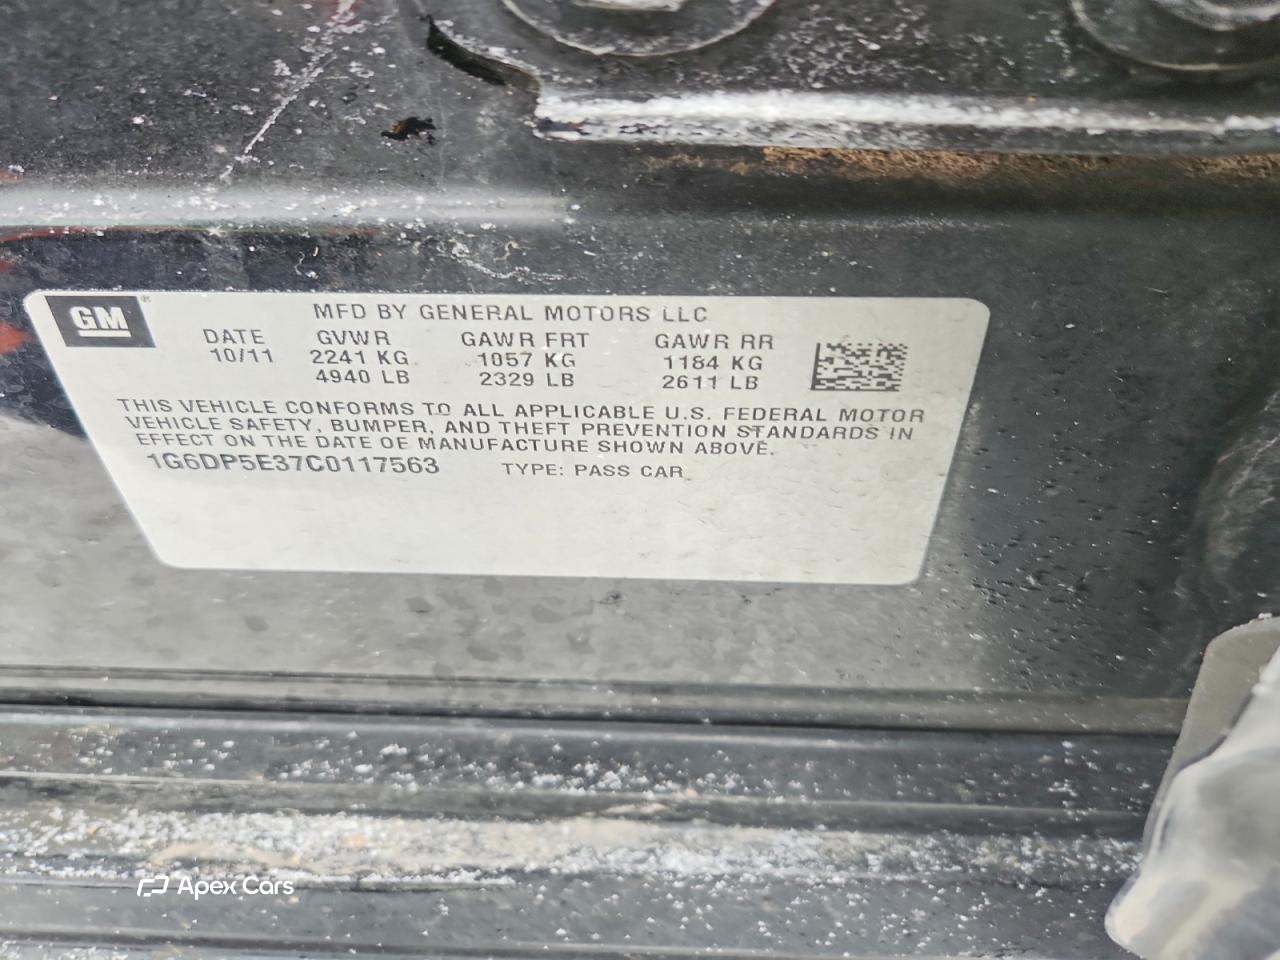 GM ®
MFD BY GENERAL MOTORS LLC
DATE GVWR GAWR FRT GAWR RR
10/11 2241 KG 1057 KG 1184 KG
4940 LB 2329 LB 2611 LB
THIS VEHICLE CONFORMS TO ALL APPLICABLE U.S. FEDERAL MOTOR
VEHICLE SAFETY, BUMPER, AND THEFT PREVENTION STANDARDS IN
EFFECT ON THE DATE OF MANUFACTURE SHOWN ABOVE.
1G6DP5E37C0117563 TYPE: PASS CAR
Apex Cars